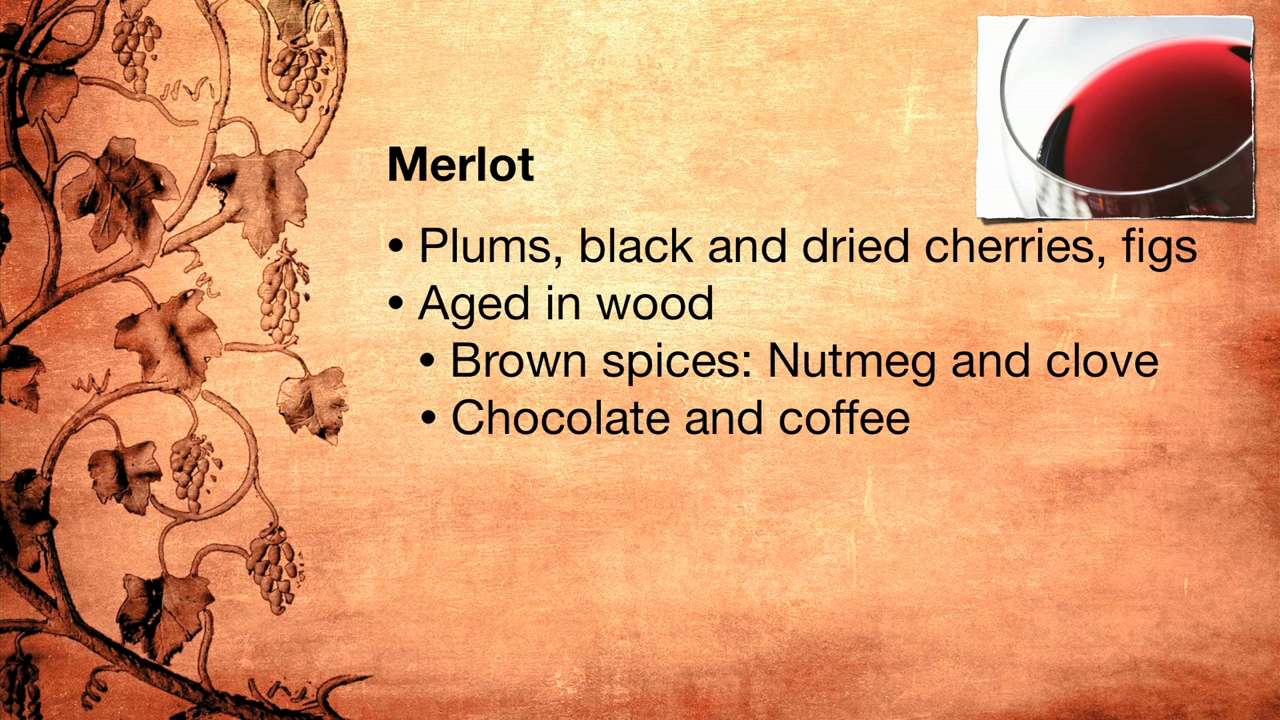 Merlot
• Plums, black and dried cherries, figs
• Aged in wood
• Brown spices: Nutmeg and clove
• Chocolate and coffee